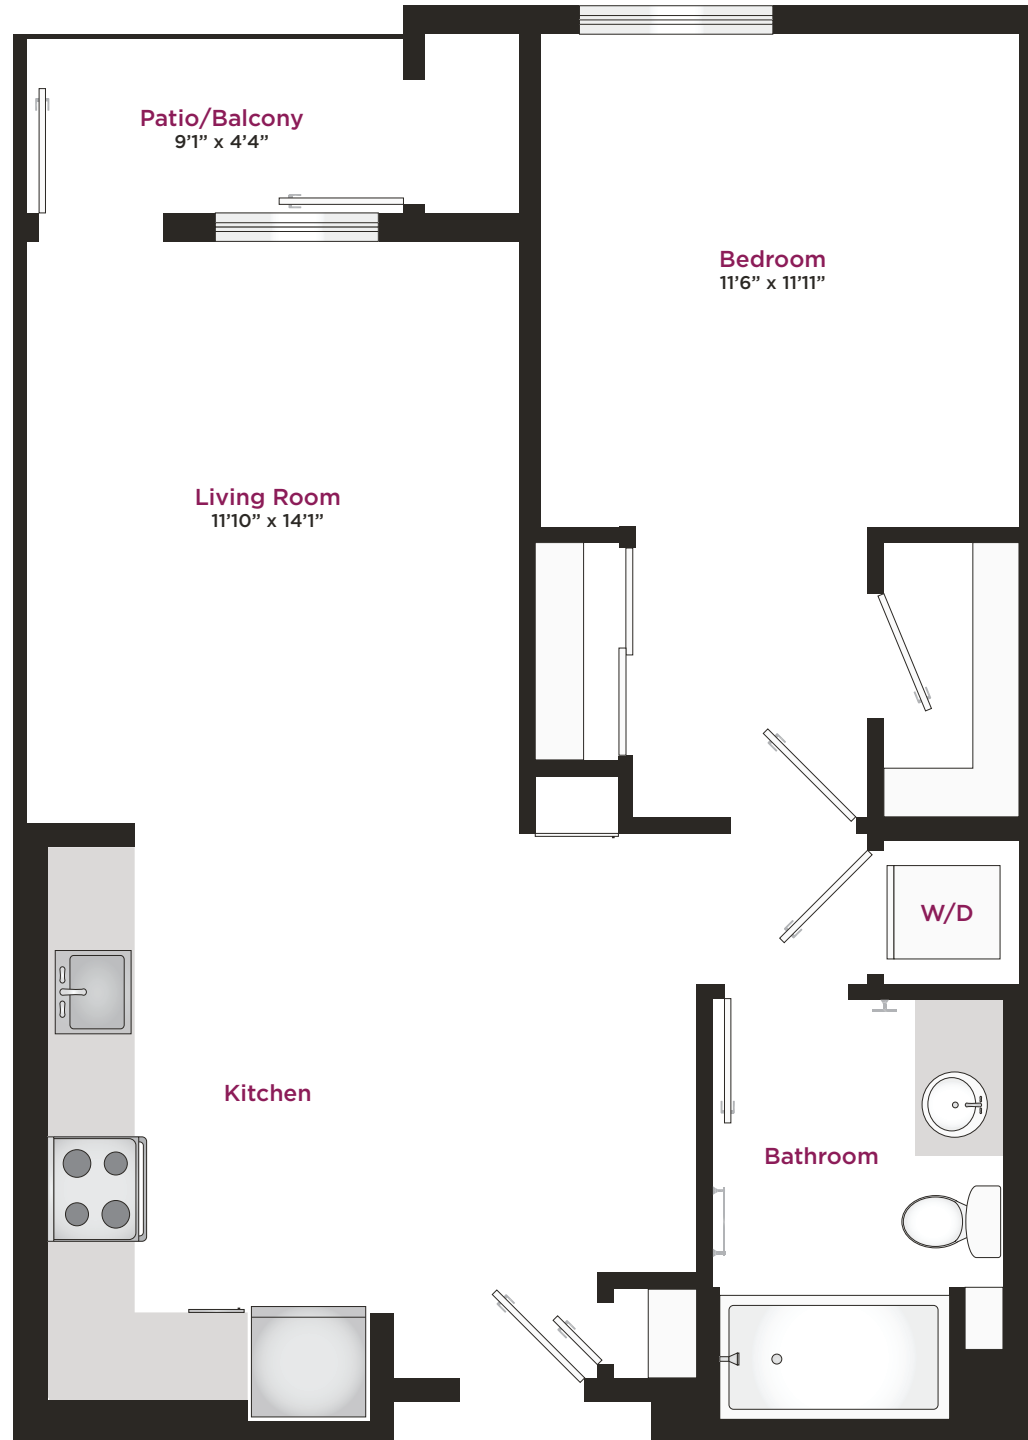 Patio/Balcony
9’1” x 4’4”
Bedroom
11’6” x 11’11”
Living Room
11’10” x 14’1”
W/D
Kitchen
Bathroom